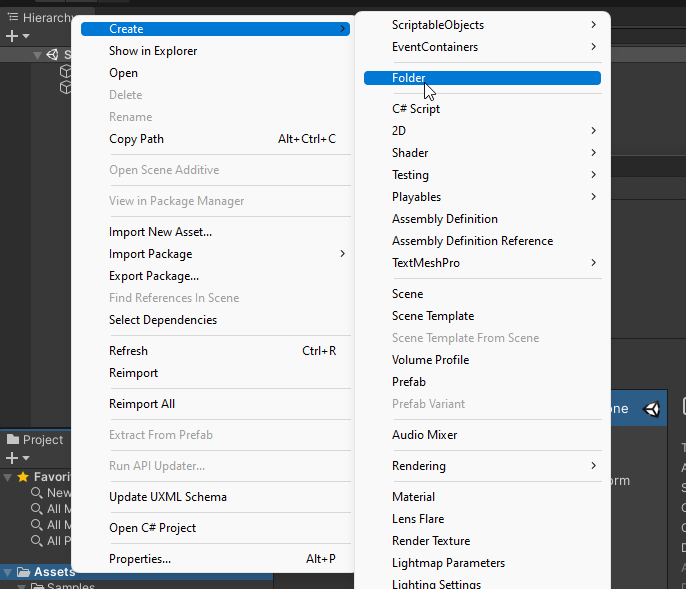 Hierarchy
Create
Show in Explorer
Open
Delete
Rename
Copy Path Alt+Ctrl+C
Open Scene Additive
View in Package Manager
Import New Asset...
Import Package
Export Package...
Find References In Scene
Select Dependencies
Refresh Ctrl+R
Reimport
Reimport All
Extract From Prefab
Run API Updater...
Update UXML Schema
Open C# Project
Properties... Alt+P
ScriptableObjects
EventContainers
Folder
C# Script
2D
Shader
Testing
Playables
Assembly Definition
Assembly Definition Reference
TextMeshPro
Scene
Scene Template
Scene Template From Scene
Volume Profile
Prefab
Prefab Variant
Audio Mixer
Rendering
Material
Lens Flare
Render Texture
Lightmap Parameters
Lighting Settings
Project
Favori
New
All M
All M
All P
Assets
Samples
one
orm